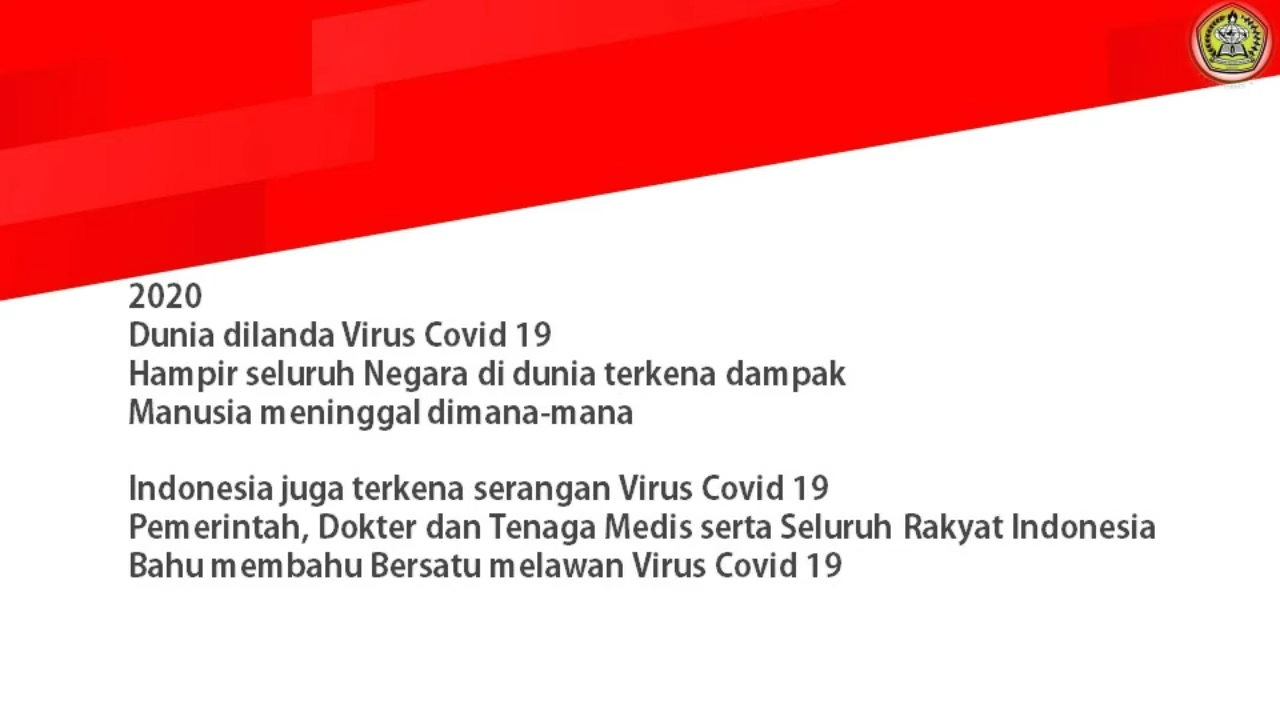 2020
Dunia dilanda Virus Covid 19
Hampir seluruh Negara di dunia terkena dampak
Manusia meninggal dimana-mana
Indonesia juga terkena serangan Virus Covid 19
Pemerintah, Dokter dan Tenaga Medis serta Seluruh Rakyat Indonesia
Bahu membahu Bersatu melawan Virus Covid 19